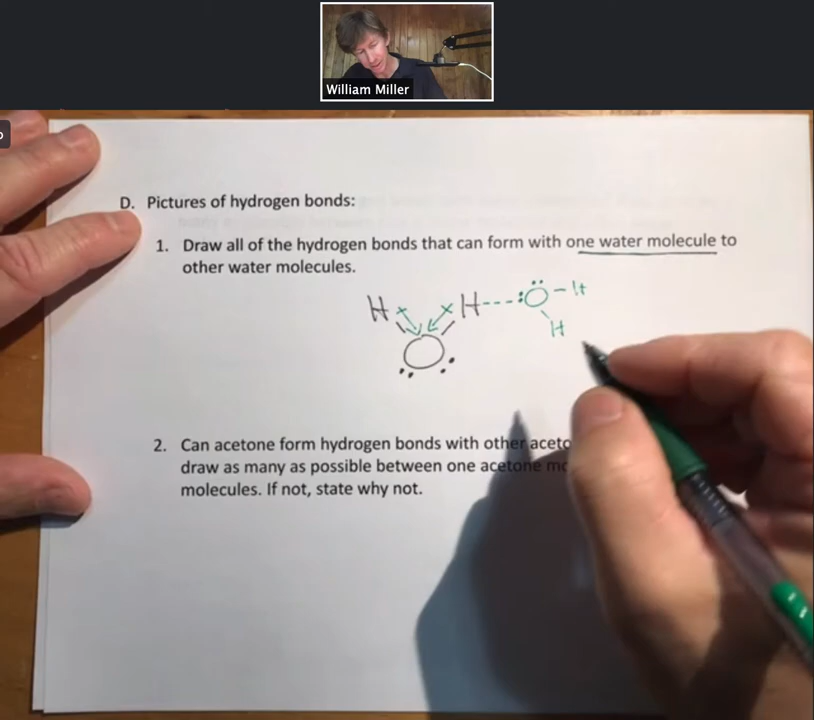 William Miller
D. Pictures of hydrogen bonds:
1. Draw all of the hydrogen bonds that can form with one water molecule to
other water molecules.
H H---:O-H
H
O
2. Can acetone form hydrogen bonds with other
draw as many as possible between one acetone
molecules. If not, state why not.